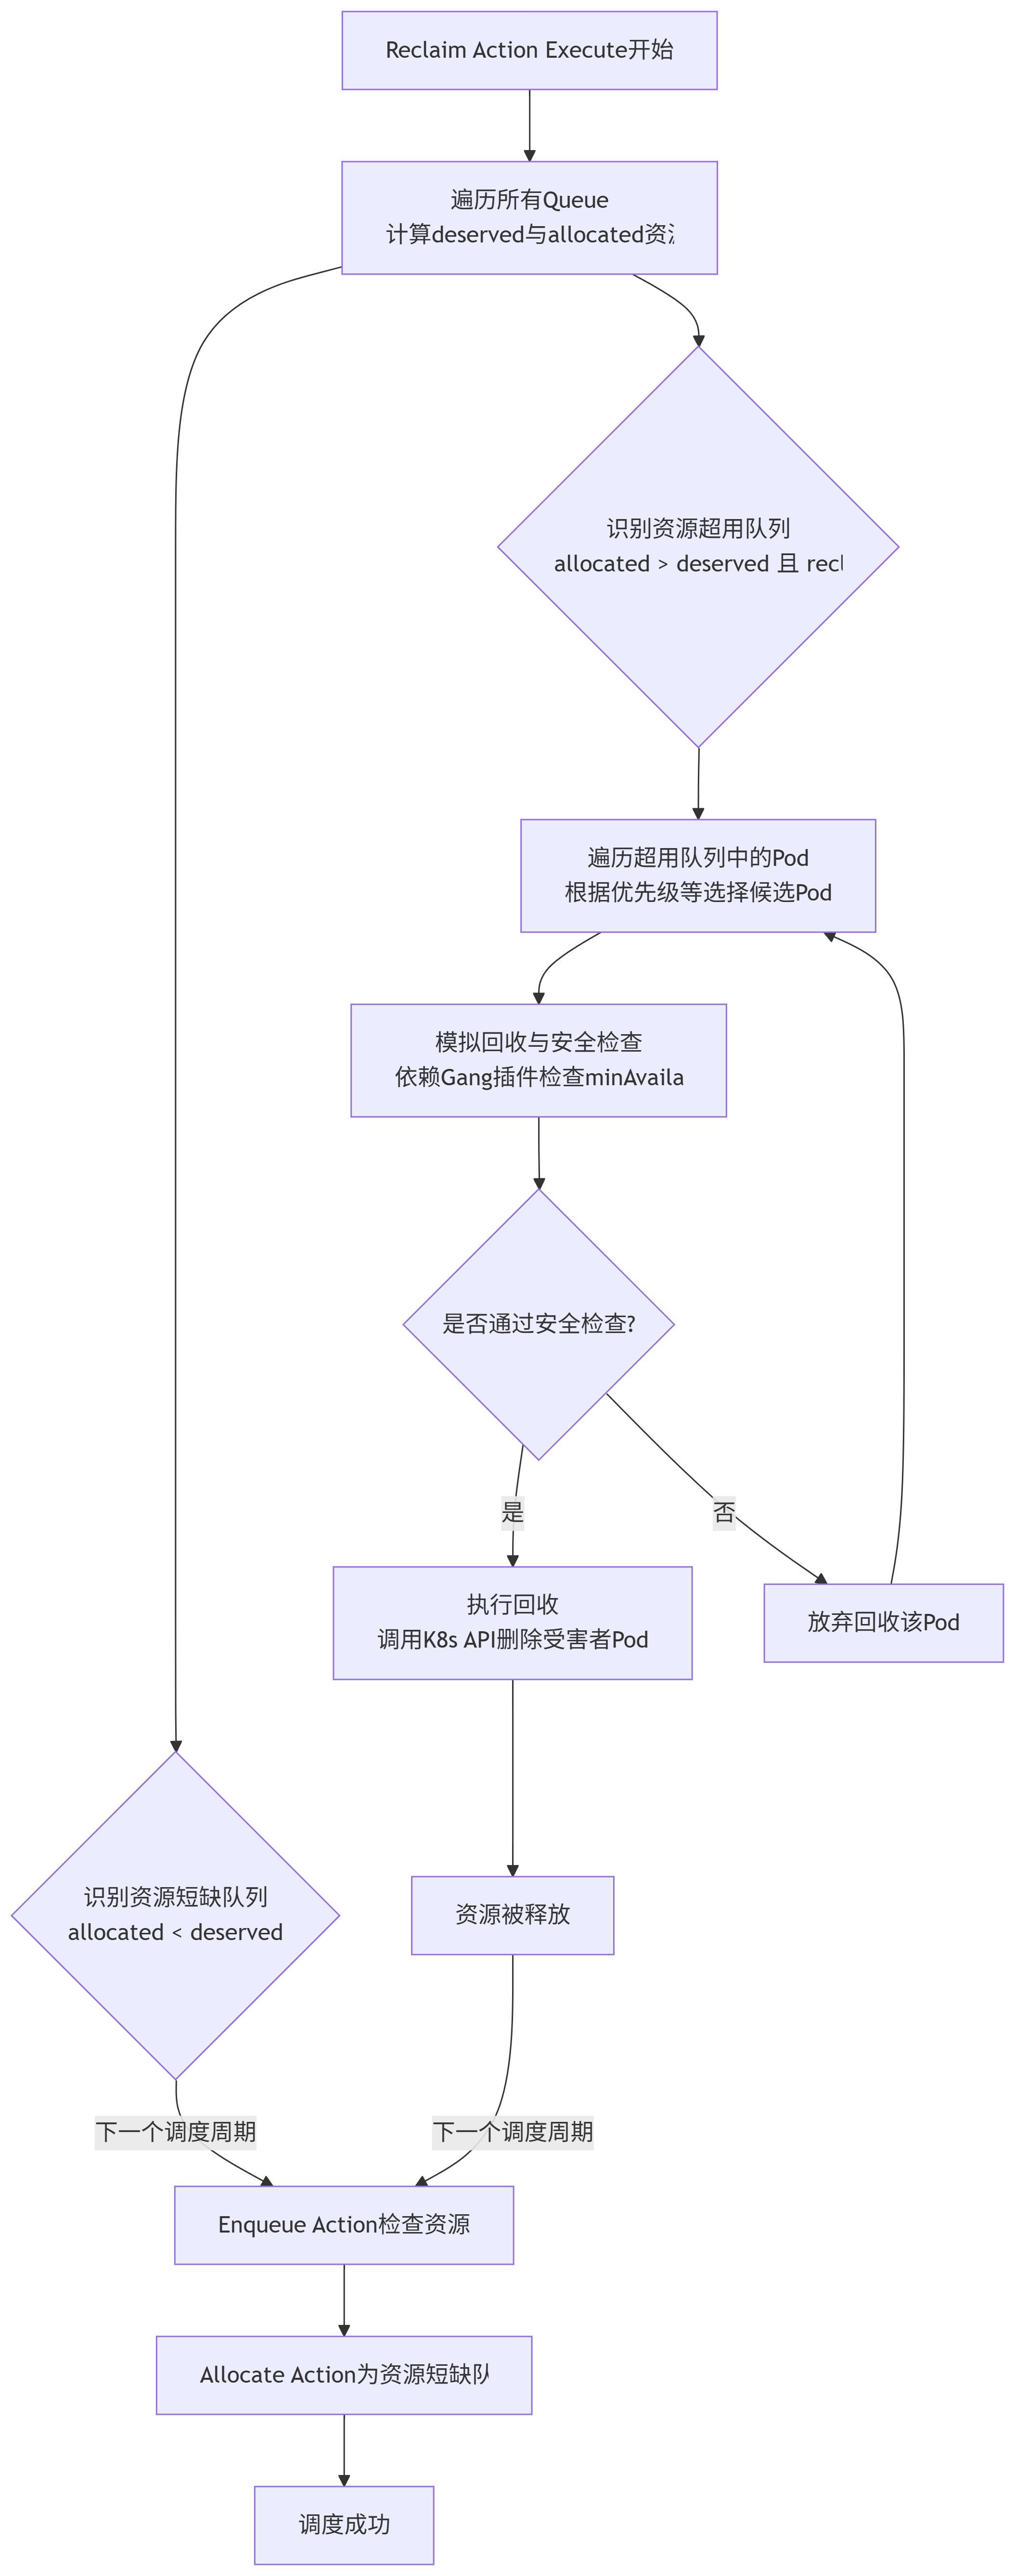 Reclaim Action Execute开始
遍历所有Queue
计算deserved与allocated资
识别资源超用队列
allocated > deserved 且 recl
遍历超用队列中的Pod
根据优先级等选择候选Pod
模拟回收与安全检查
依赖Gang插件检查minAvaila
是否通过安全检查?
是
否
执行回收
调用K8s API删除受害者Pod
放弃回收该Pod
识别资源短缺队列
allocated < deserved
资源被释放
下一个调度周期
下一个调度周期
Enqueue Action检查资源
Allocate Action为资源短缺队
调度成功